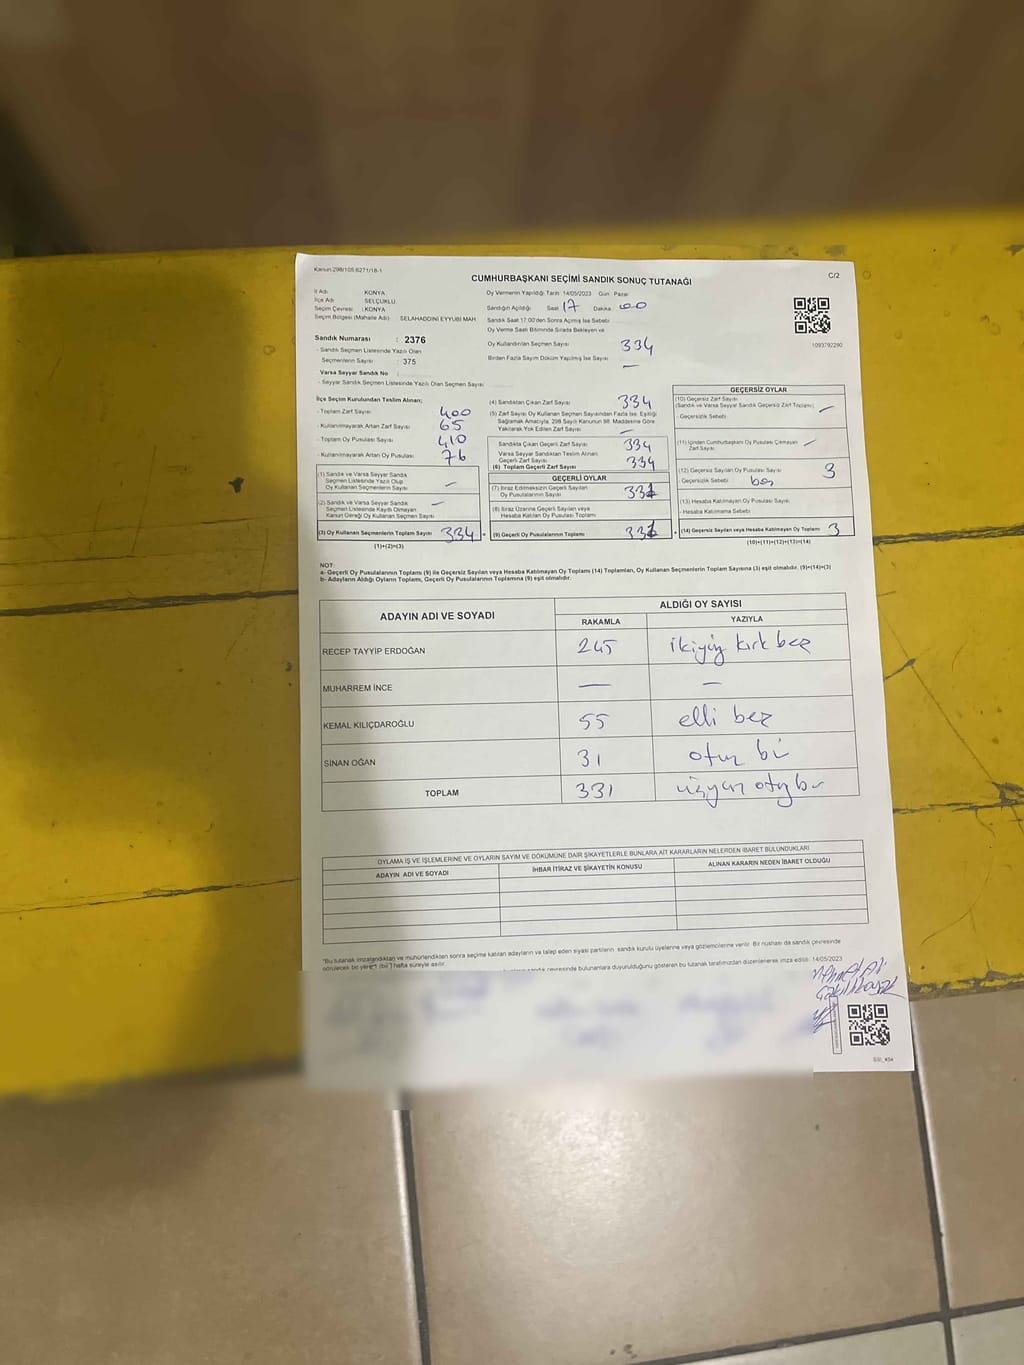 Kanun:298/105.6271/18-1
C/2
CUMHURBAŞKANI SEÇİMİ SANDIK SONUÇ TUTANAĞI
İl Adı KONYA
İlçe Adı SELÇUKLU
Seçim Çevresi : KONYA
Seçim Bölgesi (Mahalle Adı) : SELAHADDİNİ EYYUBİ MAH.
Sandık Numarası : 2376
- Sandık Seçmen Listesinde Yazılı Olan
Seçmenlerin Sayısı : 375
Varsa Seyyar Sandık No :
- Seyyar Sandık Seçmen Listesinde Yazılı Olan Seçmen Sayısı:
Oy Vermenin Yapıldığı Tarih: 14/05/2023 Gün : Pazar
Sandığın Açıldığı Saat 17 Dakika 00
Sandık Saat 17:00'den Sonra Açılmış İse Sebebi
Oy Verme Saati Bitiminde Sırada Bekleyen ve
Oy Kullandırılan Seçmen Sayısı 334
Birden Fazla Sayım Döküm Yapılmış İse Sayısı —
1093792290
İlçe Seçim Kurulundan Teslim Alınan;
- Toplam Zarf Sayısı 400
- Kullanılmayarak Artan Zarf Sayısı 65
- Toplam Oy Pusulası Sayısı 410
- Kullanılmayarak Artan Oy Pusulası 76
(1) Sandık ve Varsa Seyyar Sandık
Seçmen Listesinde Yazılı Olup
Oy Kullanan Seçmenlerin Sayısı —
(2) Sandık ve Varsa Seyyar Sandık
Seçmen Listesinde Kayıtlı Olmayan
Kanun Gereği Oy Kullanan Seçmen Sayısı —
(3) Oy Kullanan Seçmenlerin Toplam Sayısı 334
(1)+(2)=(3)
(4) Sandıktan Çıkan Zarf Sayısı 334
(5) Zarf Sayısı Oy Kullanan Seçmen Sayısından Fazla İse, Eşitliği
Sağlamak Amacıyla, 298 Sayılı Kanunun 98. Maddesine Göre
Yakılarak Yok Edilen Zarf Sayısı —
Sandıkta Çıkan Geçerli Zarf Sayısı 334
Varsa Seyyar Sandıktan Teslim Alınan
Geçerli Zarf Sayısı
(6) Toplam Geçerli Zarf Sayısı 334
GEÇERLİ OYLAR
(7) İtiraz Edilmeksizin Geçerli Sayılan
Oy Pusulalarının Sayısı 331
(8) İtiraz Üzerine Geçerli Sayılan veya
Hesaba Katılan Oy Pusulası Toplamı
(9) Geçerli Oy Pusulalarının Toplamı 331
GEÇERSİZ OYLAR
(10) Geçersiz Zarf Sayısı
(Sandık ve Varsa Seyyar Sandık Geçersiz Zarf Toplamı) —
- Geçersizlik Sebebi
(11) İçinden Cumhurbaşkanı Oy Pusulası Çıkmayan
Zarf Sayısı —
(12) Geçersiz Sayılan Oy Pusulası Sayısı 3
- Geçersizlik Sebebi boş
(13) Hesaba Katılmayan Oy Pusulası Sayısı
- Hesaba Katılmama Sebebi
(14) Geçersiz Sayılan veya Hesaba Katılmayan Oy Toplamı 3
(10)+(11)+(12)+(13)=(14)
NOT:
a- Geçerli Oy Pusulalarının Toplamı (9) ile Geçersiz Sayılan veya Hesaba Katılmayan Oy Toplamı (14) Toplamları, Oy Kullanan Seçmenlerin Toplam Sayısına (3) eşit olmalıdır. (9)+(14)=(3)
b- Adayların Aldığı Oyların Toplamı, Geçerli Oy Pusulalarının Toplamına (9) eşit olmalıdır.
ADAYIN ADI VE SOYADI ALDIĞI OY SAYISI
RAKAMLA YAZIYLA
RECEP TAYYİP ERDOĞAN 245 ikiyüz kırk beş
MUHARREM İNCE — —
KEMAL KILIÇDAROĞLU 55 elli beş
SİNAN OĞAN 31 otuz bi
TOPLAM 331 üçyüz otuz bir
OYLAMA İŞ VE İŞLEMLERİNE VE OYLARIN SAYIM VE DÖKÜMÜNE DAİR ŞİKAYETLERLE BUNLARA AİT KARARLARIN NELERDEN İBARET BULUNDUKLARI
ADAYIN ADI VE SOYADI İHBAR İTİRAZ VE ŞİKAYETİN KONUSU ALINAN KARARIN NEDEN İBARET OLDUĞU
"Bu tutanak imzalandıktan ve mühürlendikten sonra seçime katılan adayların ve talep eden siyasi partilerin sandık kurulu üyelerine veya gözlemcilerine verilir. Bir nüshası da sandık çevresinde
görülecek bir yere 1 (bir) hafta süreyle asılır.
sandık çevresinde bulunanlara duyurulduğunu gösteren bu tutanak tarafımızdan düzenlenerek imza edildi. 14/05/2023